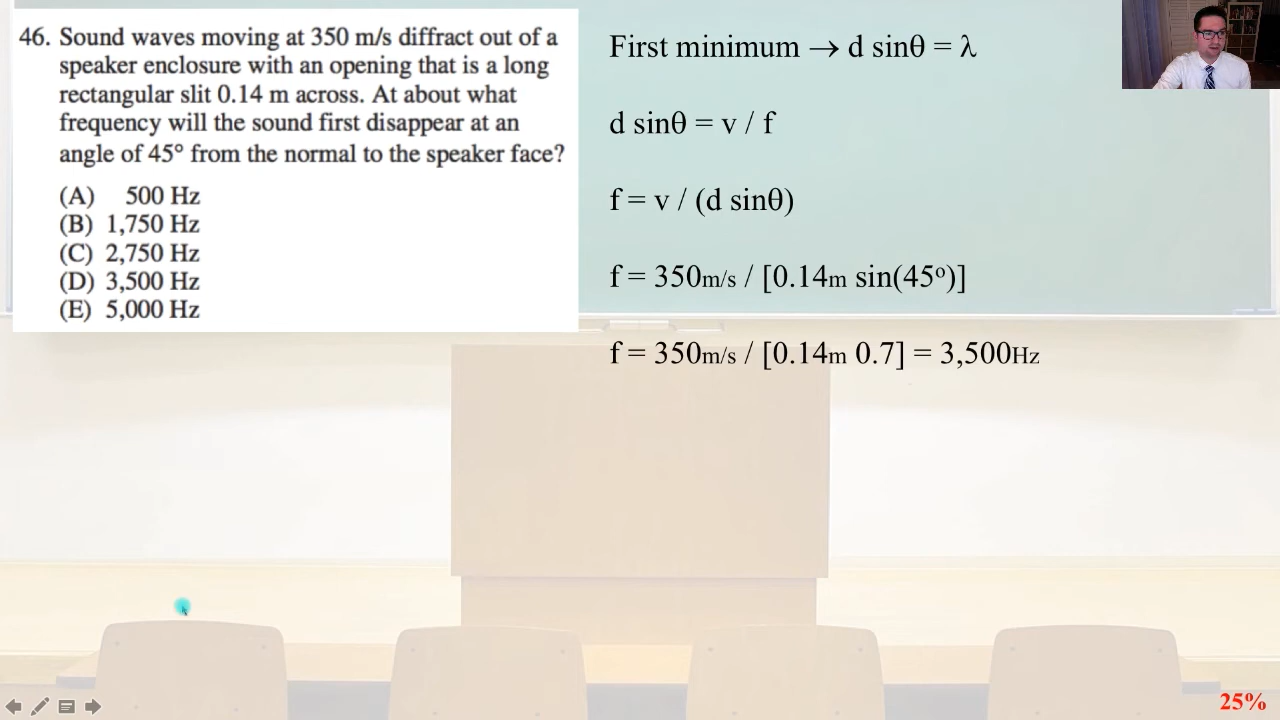 46. Sound waves moving at 350 m/s diffract out of a
speaker enclosure with an opening that is a long
rectangular slit 0.14 m across. At about what
frequency will the sound first disappear at an
angle of 45° from the normal to the speaker face?
(A) 500 Hz
(B) 1,750 Hz
(C) 2,750 Hz
(D) 3,500 Hz
(E) 5,000 Hz
First minimum → d sinθ = λ
d sinθ = v / f
f = v / (d sinθ)
f = 350m/s / [0.14m sin(45º)]
f = 350m/s / [0.14m 0.7] = 3,500Hz
25%